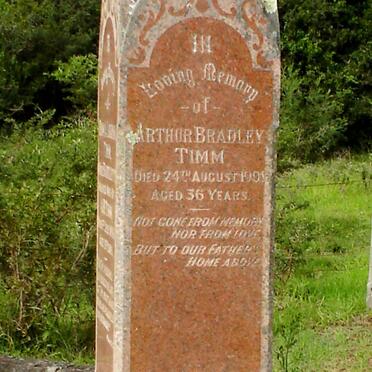 IN
Loving Memory
-of-
ARTHUR BRADLEY
TIMM
DIED 24TH AUGUST
AGED 36 YEARS.
NOT GONE FROM MEMORY
NOR FROM LOVE
BUT TO OUR FATHER'S
HOME ABOVE